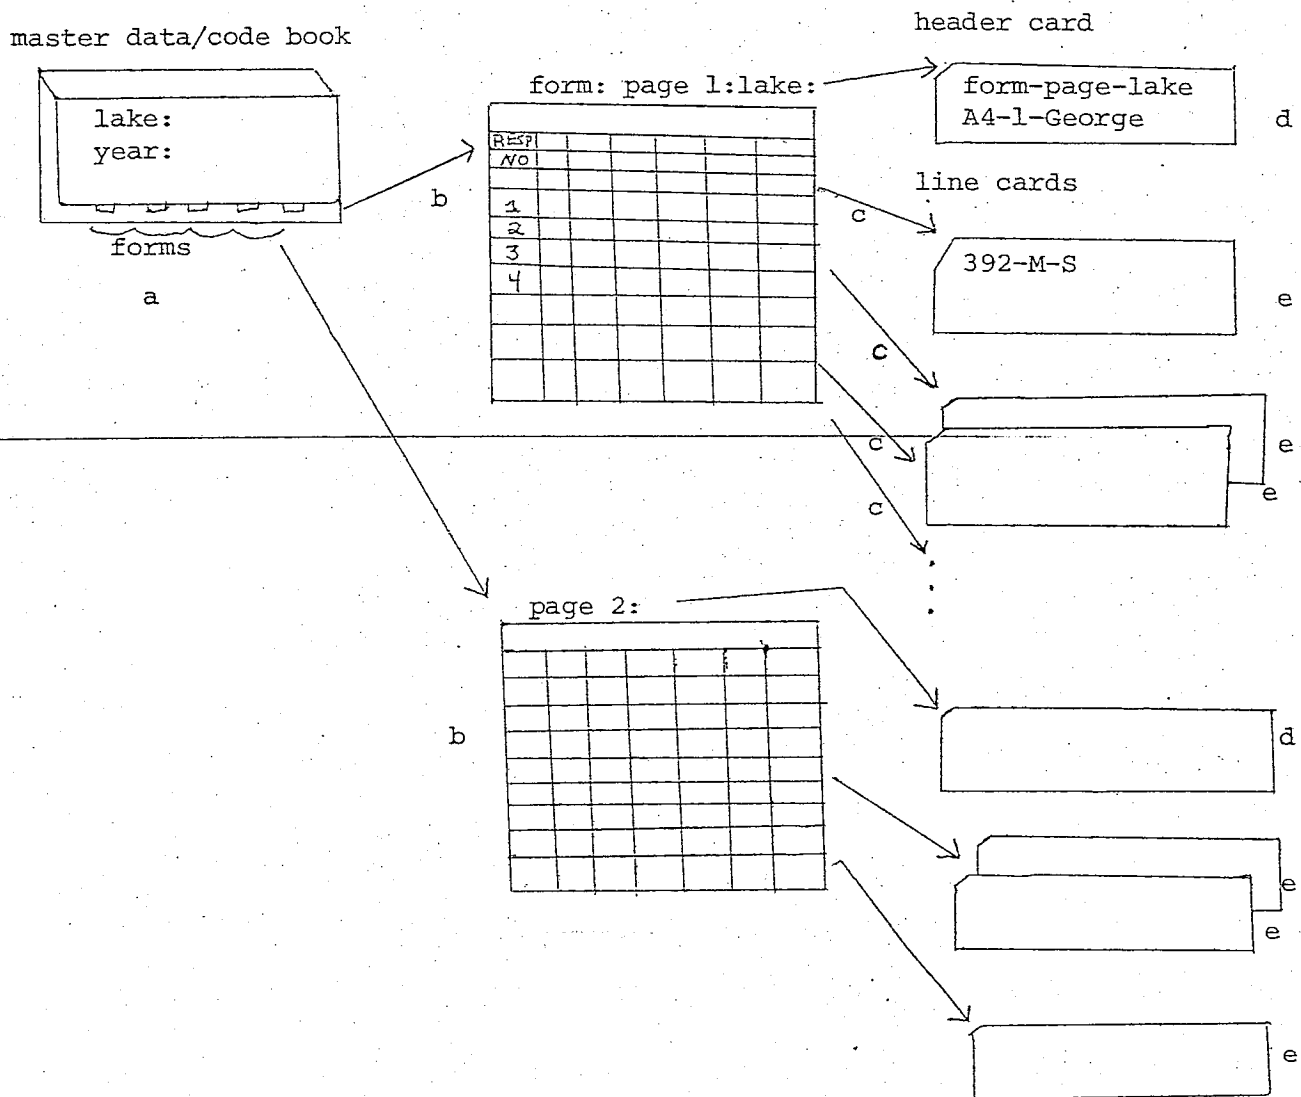 master data/code book
lake:
year:
forms
a
b
form: page 1:lake:
RESP
NO
1
2
3
4
c
c
c
c
header card
form-page-lake
A4-1-George
d
line cards
392-M-S
e
e
e
page 2:
b
d
e
e
e